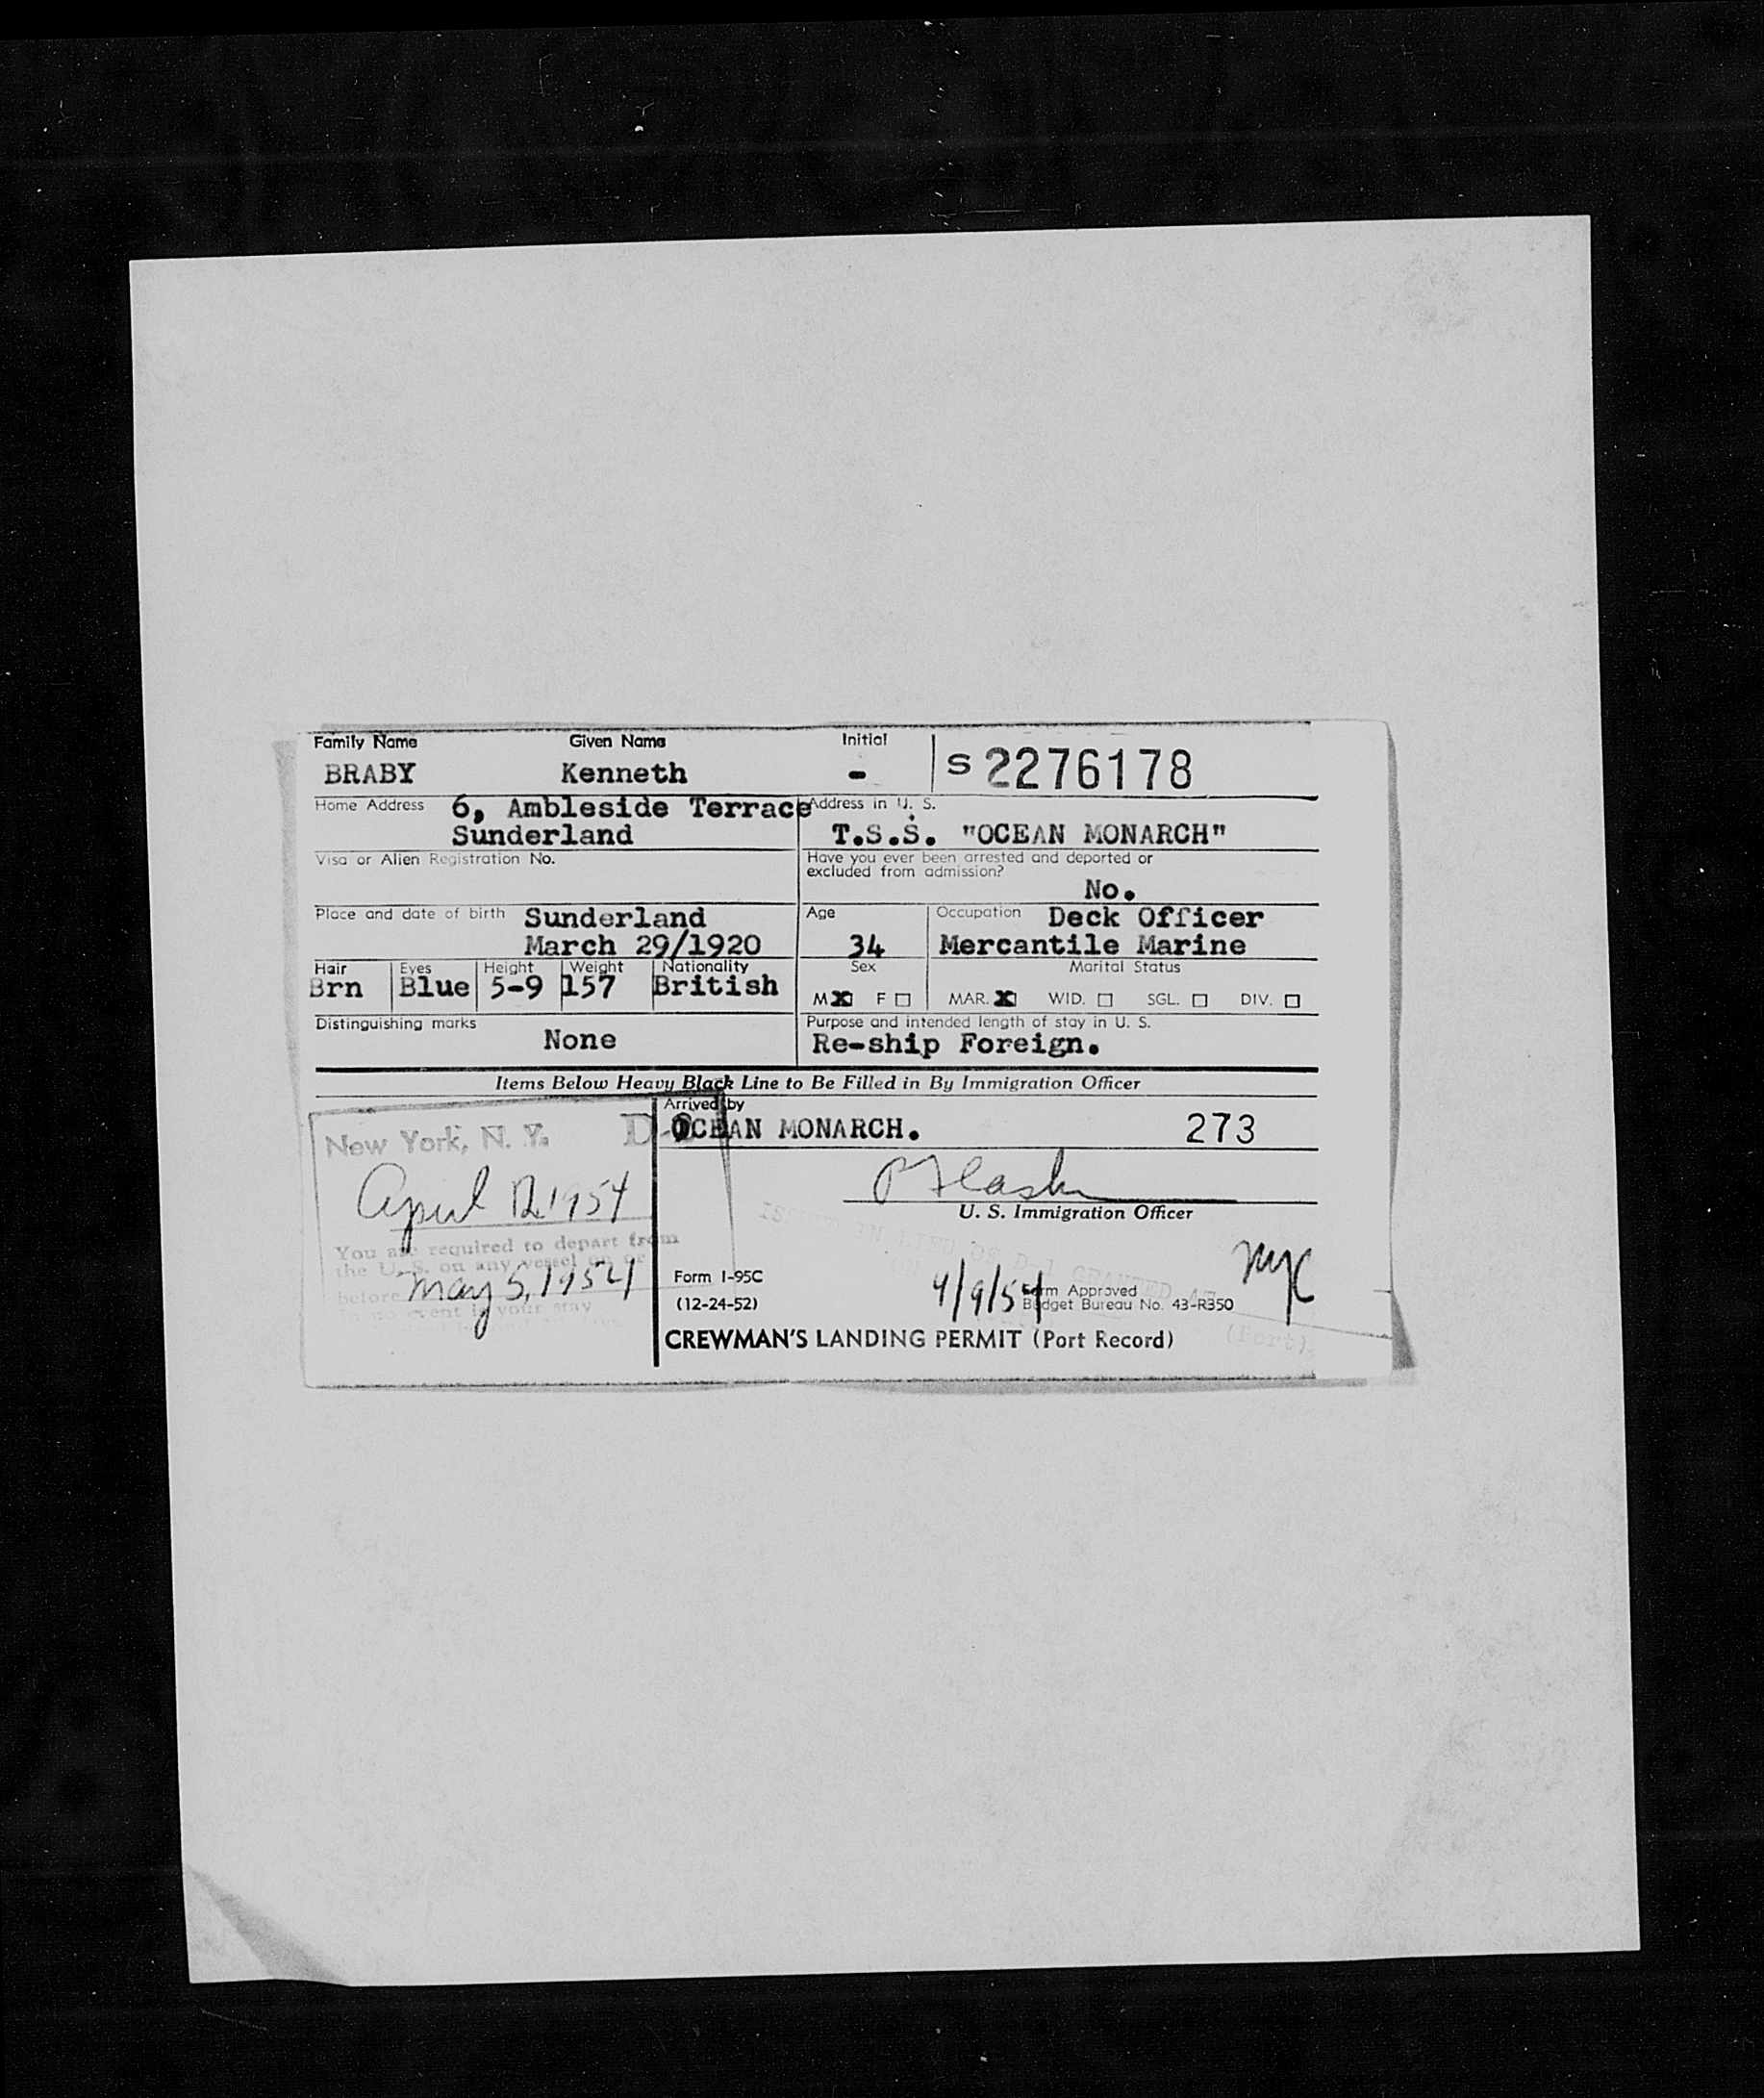 Family Name Given Name Initial
BRABY Kenneth - S 2276178
Home Address 6, Ambleside Terrace
Sunderland
Address in U. S.
T.S.S. "OCEAN MONARCH"
Visa or Alien Registration No.
Have you ever been arrested and deported or
excluded from admission?
No.
Place and date of birth Sunderland
March 29/1920
Age
34
Occupation Deck Officer
Mercantile Marine
Hair Eyes Height Weight Nationality
Brn Blue 5-9 157 British
Sex
M X F
Marital Status
MAR. X WID. SGL. DIV.
Distinguishing marks
None
Purpose and intended length of stay in U. S.
Re-ship Foreign.
Items Below Heavy Black Line to Be Filled in By Immigration Officer
New York, N. Y.
April 12 1954
You are required to depart from
the U. S. on any vessel on or
before May 5, 1954
event is your stay
Arrived by
OCEAN MONARCH. 273
U. S. Immigration Officer
NYC
4/9/54
Form I-95C
(12-24-52)
Form Approved
Budget Bureau No. 43-R350
(Port)
CREWMAN'S LANDING PERMIT (Port Record)